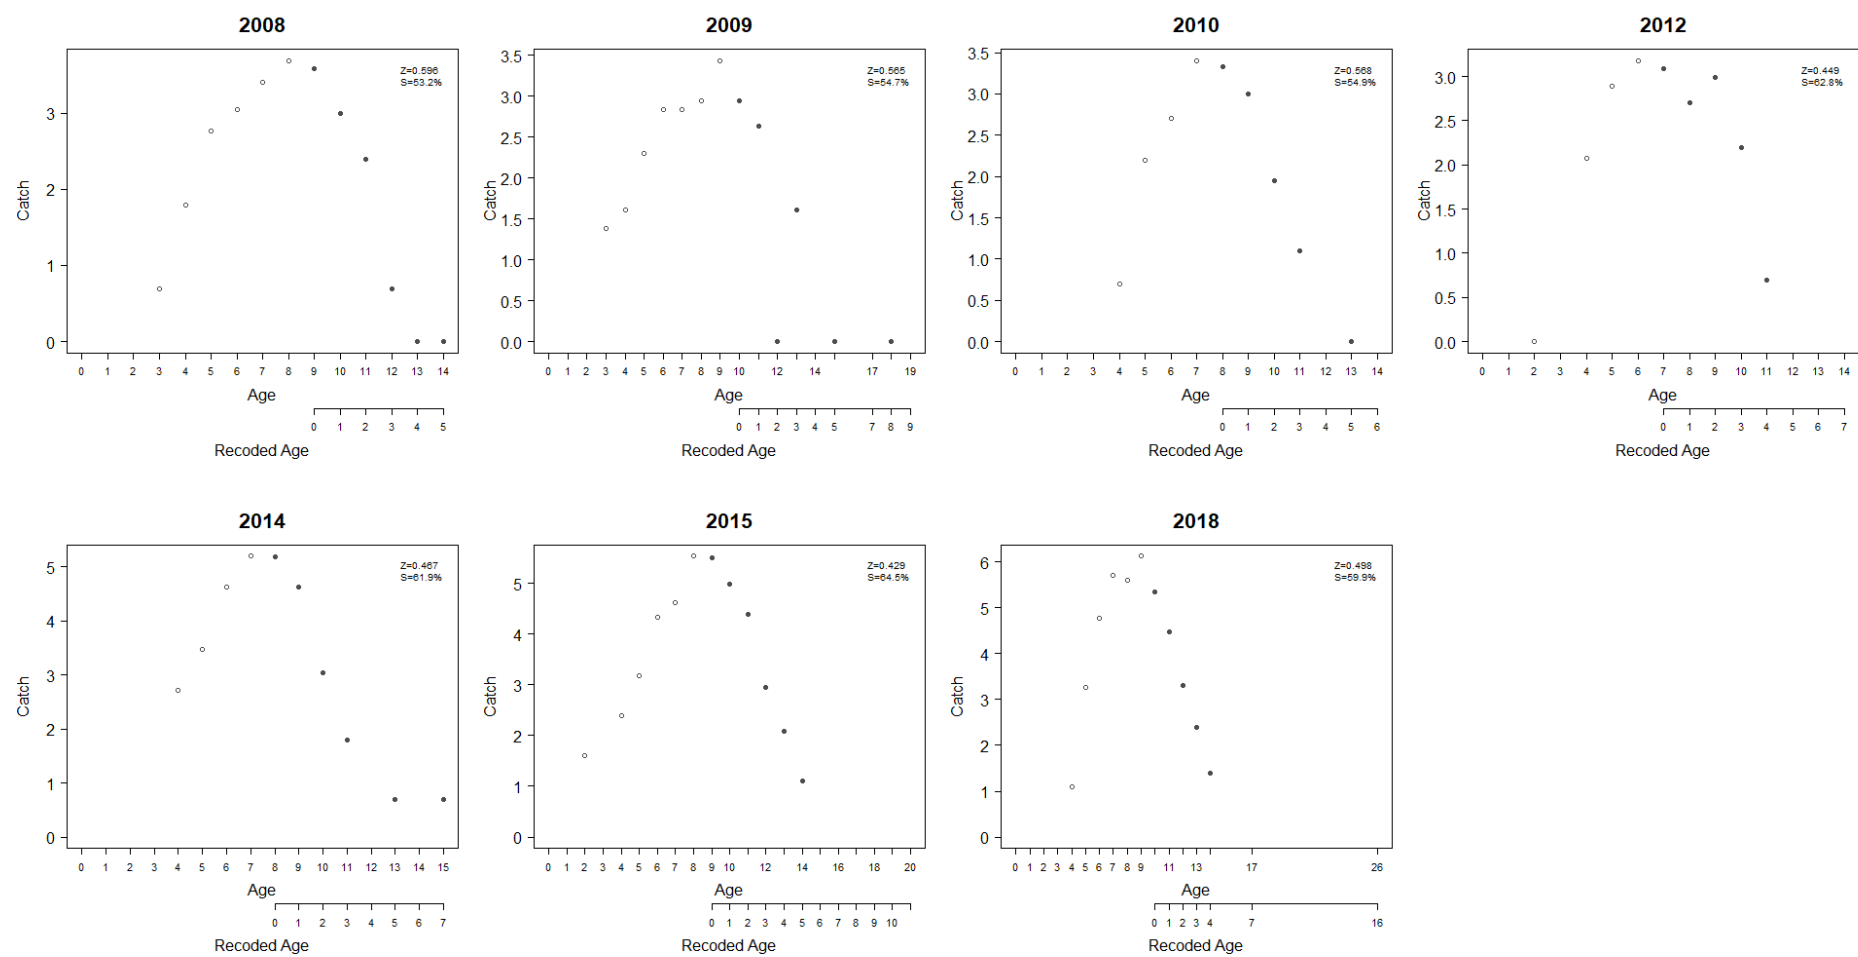 2008
Z=0.596
S=53.2%
3
2
1
0
Catch
0 1 2 3 4 5 6 7 8 9 10 11 12 13 14
Age
0 1 2 3 4 5
Recoded Age
2009
Z=0.565
S=54.7%
3.5
3.0
2.5
2.0
1.5
1.0
0.5
0.0
Catch
0 1 2 3 4 5 6 7 8 9 10 12 14 17 19
Age
0 1 2 3 4 5 7 8 9
Recoded Age
2010
Z=0.568
S=54.9%
3.5
3.0
2.5
2.0
1.5
1.0
0.5
0.0
Catch
0 1 2 3 4 5 6 7 8 9 10 11 12 13 14
Age
0 1 2 3 4 5 6
Recoded Age
2012
Z=0.449
S=62.8%
3.0
2.5
2.0
1.5
1.0
0.5
0.0
Catch
0 1 2 3 4 5 6 7 8 9 10 11 12 13 14
Age
0 1 2 3 4 5 6 7
Recoded Age
2014
Z=0.467
S=61.9%
5
4
3
2
1
0
Catch
0 1 2 3 4 5 6 7 8 9 10 11 12 13 15
Age
0 1 2 3 4 5 7
Recoded Age
2015
Z=0.429
S=64.5%
5
4
3
2
1
0
Catch
0 1 2 3 4 5 6 7 8 9 10 12 14 16 18 20
Age
0 1 2 3 4 5 6 7 8 9 10
Recoded Age
2018
Z=0.498
S=59.9%
6
5
4
3
2
1
0
Catch
0 1 2 3 4 5 6 7 8 9 11 13 17 26
Age
0 1 2 3 4 7 16
Recoded Age